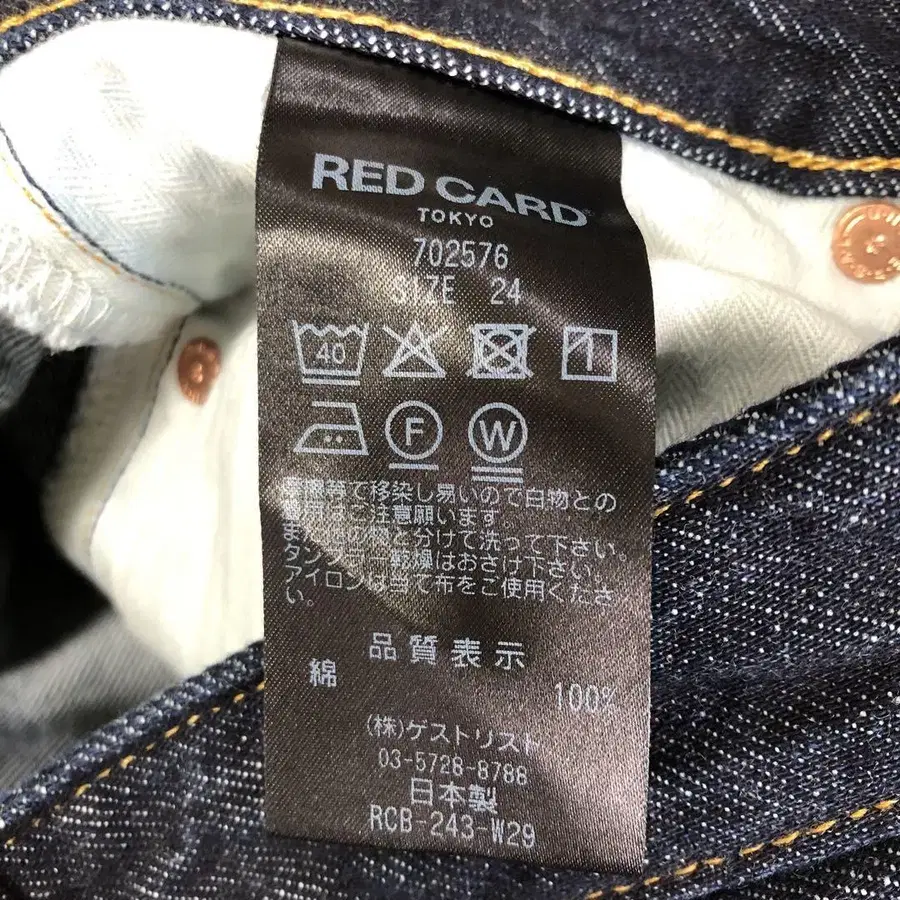 RED CARD®
TOKYO
702576
SIZE 24
40
1
F
W
摩擦等で移染し易いので白物との
着用はご注意願います。
また他の物と分けて洗って下さい。
タンブラー乾燥はおさけ下さい。
アイロンは当て布をご使用くださ
い。
品質表示
綿 100%
(株)ゲストリスト
03-5728-8788
日本製
RCB-243-W29